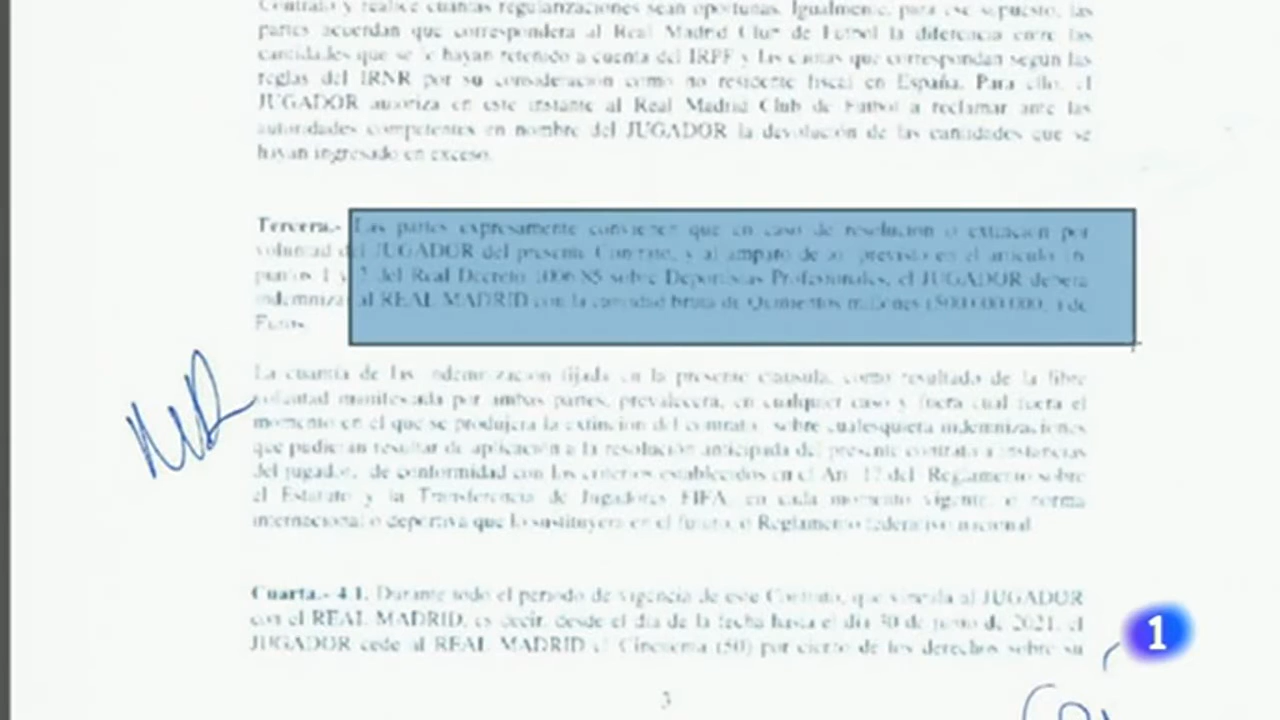 Contrato y realice cuantas regularizaciones sean oportunas. Igualmente, para ese supuesto, las
partes acuerdan que corresponderá al Real Madrid Club de Fútbol la diferencia entre las
cantidades que se le hayan retenido a cuenta del IRPF y las cuotas que correspondan según las
reglas del IRNR por su consideración como no residente fiscal en España. Para ello, el
JUGADOR autoriza en este instante al Real Madrid Club de Fútbol a reclamar ante las
autoridades competentes en nombre del JUGADOR la devolución de las cantidades que se
hayan ingresado en exceso.
Tercera.- Las partes expresamente convienen que en caso de resolución o extinción por
voluntad del JUGADOR del presente Contrato, y al amparo de lo previsto en el artículo
puntos 1 y 2 del Real Decreto 1006/85 sobre Deportistas Profesionales, el JUGADOR deberá
indemnizar al REAL MADRID con la cantidad bruta de Quinientos millones (500.000.000,-) de
Euros.
La cuantía de la indemnización fijada en la presente cláusula, como resultado de la libre
voluntad manifestada por ambas partes, prevalecerá, en cualquier caso y fuera cual fuera el
momento en el que se produjera la extinción del contrato, sobre cualesquiera indemnizaciones
que pudieran resultar de aplicación a la resolución anticipada del presente contrato a instancias
del jugador, de conformidad con los criterios establecidos en el Art. 17 del Reglamento sobre
el Estatuto y la Transferencia de Jugadores FIFA, en cada momento vigente, o norma
internacional o deportiva que lo sustituyera en el futuro, o Reglamento federativo nacional.
Cuarta.- 4.1. Durante todo el periodo de vigencia de este Contrato, que vincula al JUGADOR
con el REAL MADRID, es decir, desde el día de la fecha hasta el día 30 de junio de 2021, el
JUGADOR cede al REAL MADRID el Cincuenta (50) por ciento de los derechos sobre su
3
1